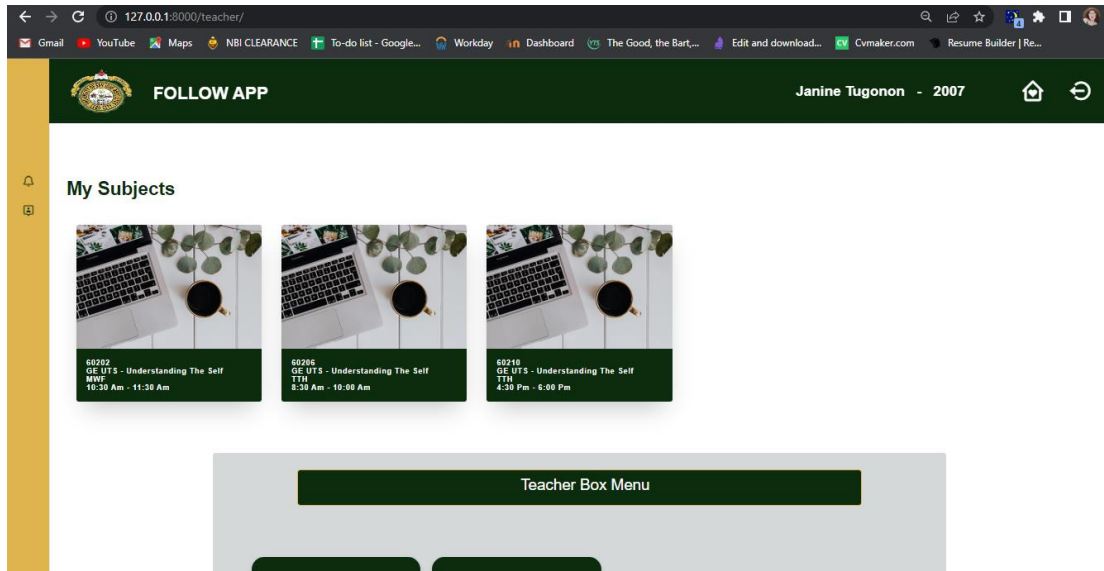 127.0.0.1:8000/teacher/
4
Gmail YouTube Maps NBI CLEARANCE To-do list - Google... Workday Dashboard The Good, the Bart,... Edit and download... CV Cvmaker.com Resume Builder | Re...
FOLLOW APP
Janine Tugonon - 2007
My Subjects
60202
GE UTS - Understanding The Self
MWF
10:30 Am - 11:30 Am
60206
GE UTS - Understanding The Self
TTH
8:30 Am - 10:00 Am
60210
GE UTS - Understanding The Self
TTH
4:30 Pm - 6:00 Pm
Teacher Box Menu